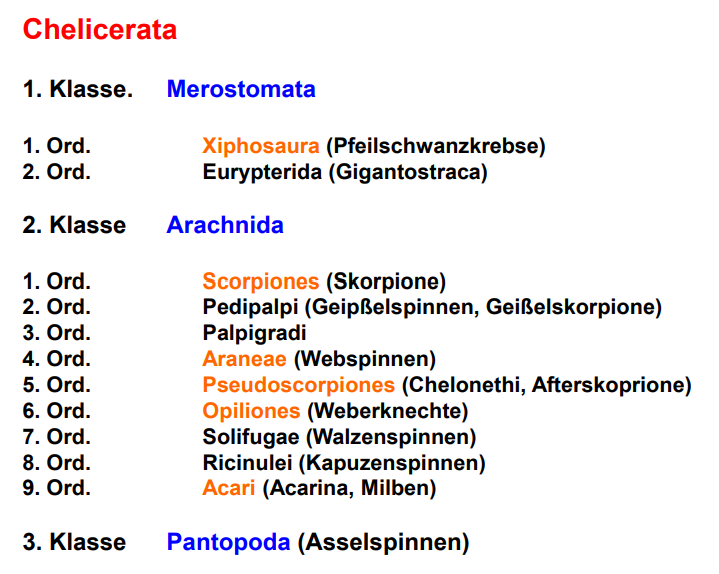 Chelicerata
1. Klasse. Merostomata
1. Ord. Xiphosaura (Pfeilschwanzkrebse)
2. Ord. Eurypterida (Gigantostraca)
2. Klasse Arachnida
1. Ord. Scorpiones (Skorpione)
2. Ord. Pedipalpi (Geipßelspinnen, Geißelskorpione)
3. Ord. Palpigradi
4. Ord. Araneae (Webspinnen)
5. Ord. Pseudoscorpiones (Chelonethi, Afterskoprione)
6. Ord. Opiliones (Weberknechte)
7. Ord. Solifugae (Walzenspinnen)
8. Ord. Ricinulei (Kapuzenspinnen)
9. Ord. Acari (Acarina, Milben)
3. Klasse Pantopoda (Asselspinnen)